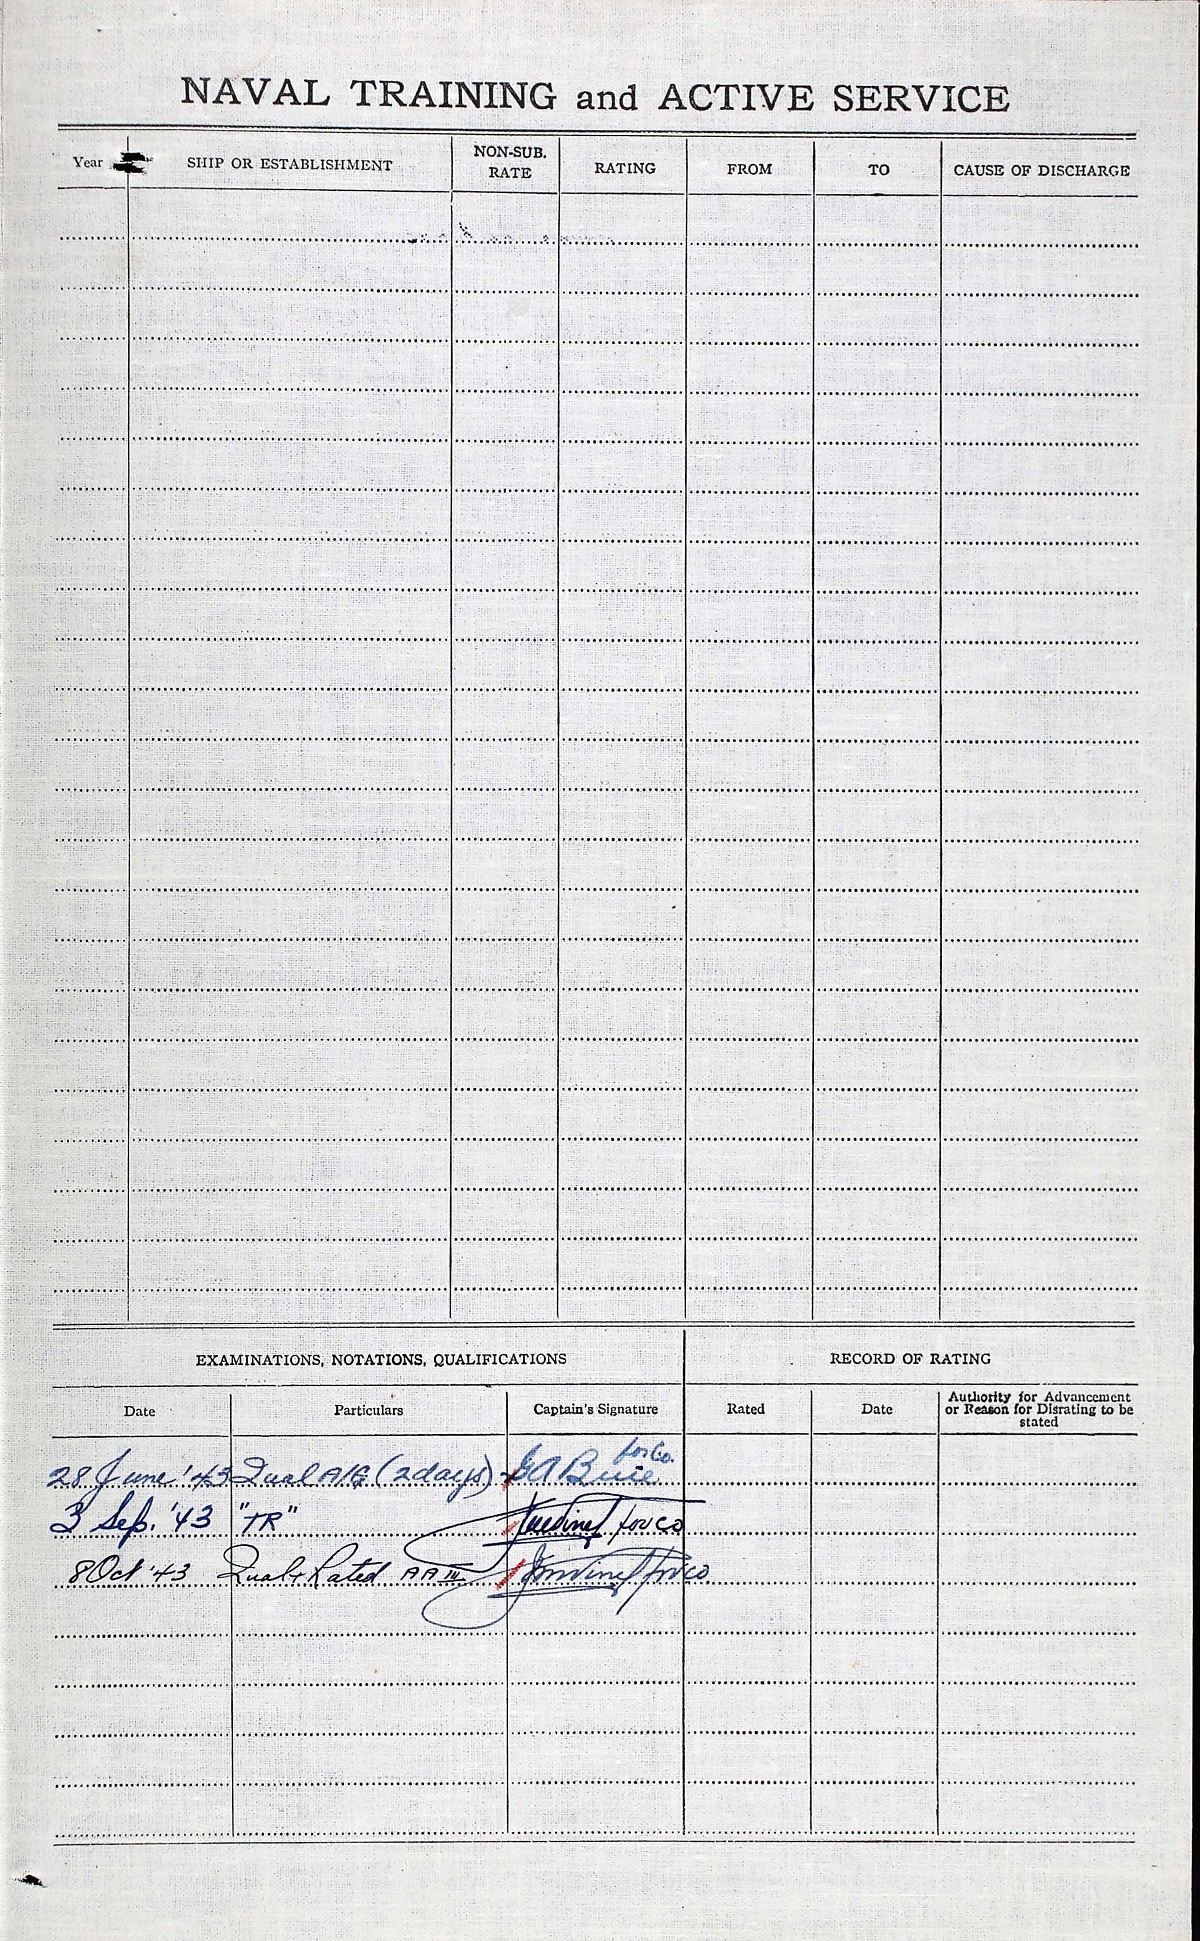 NAVAL TRAINING and ACTIVE SERVICE
Year SHIP OR ESTABLISHMENT NON-SUB. RATE RATING FROM TO CAUSE OF DISCHARGE
EXAMINATIONS, NOTATIONS, QUALIFICATIONS RECORD OF RATING
Date Particulars Captain's Signature Rated Date Authority for Advancement or Reason for Disrating to be stated
28 June '43 Qual A/G (2 days) G A Buie for Co.
3 Sep. '43 "TR" for CO
8 Oct '43 Qual + Rated AA III for CO